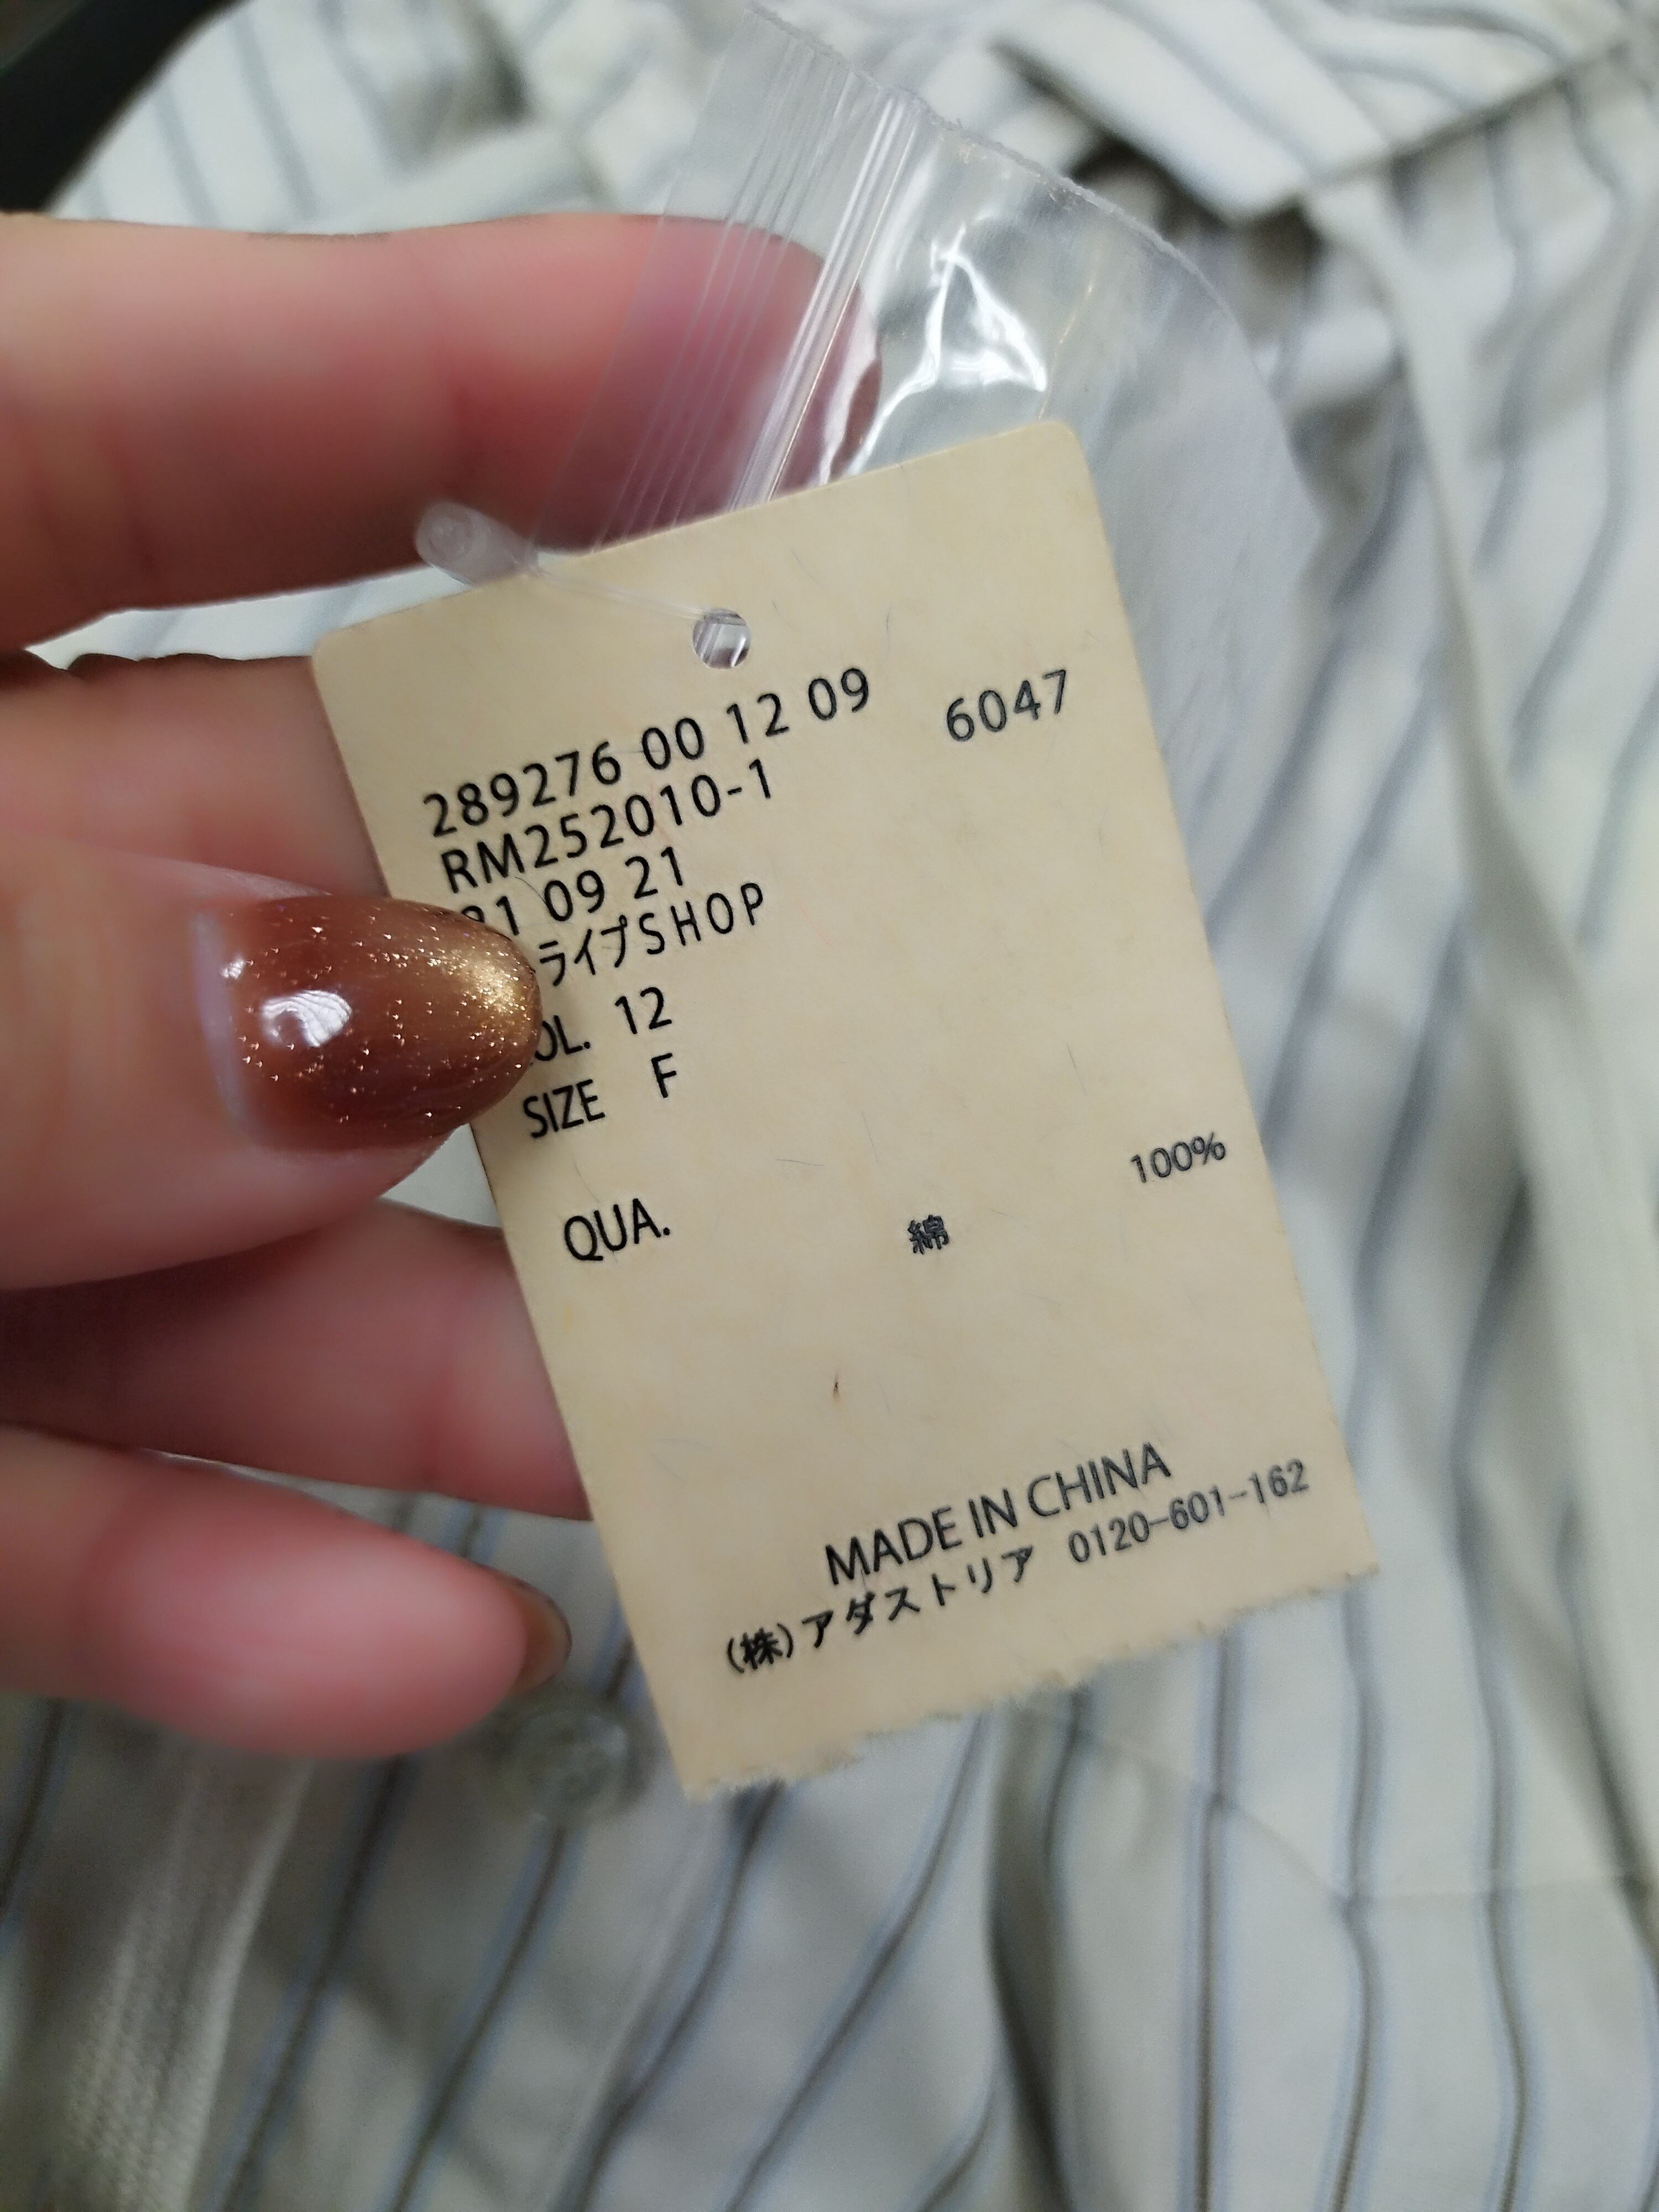 289276 00 12 09 6047
RM252010-1
09 21
ライブSHOP
12
SIZE F
100%
QUA. 綿
MADE IN CHINA
(株)アダストリア 0120-601-162